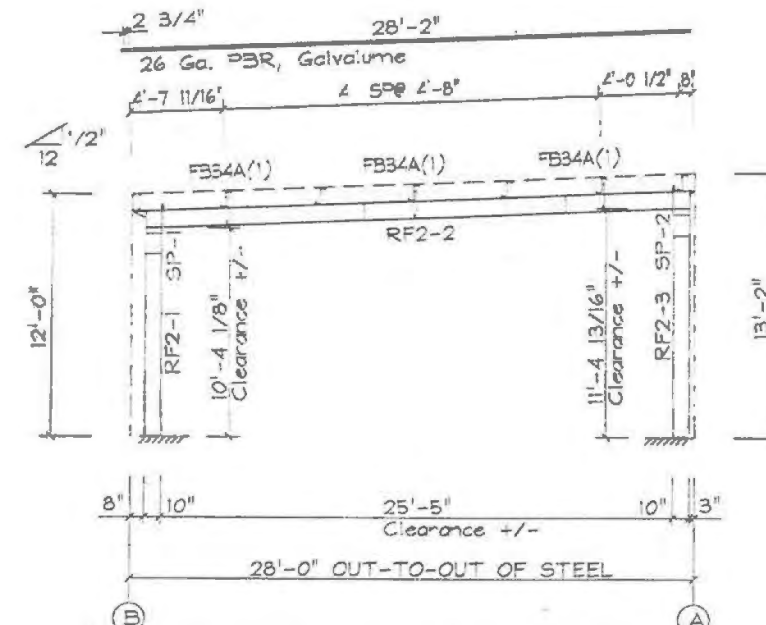 2 3/4"
28'-2"
26 Ga. PBR, Galvalume
4'-7 11/16"
4 SP@ 4'-8"
4'-0 1/2"
8"
1/2"
12
FB34A(1)
FB34A(1)
FB34A(1)
RF2-2
12'-0"
RF2-1
SP-1
10'-4 1/8"
Clearance +/-
11'-4 13/16"
Clearance +/-
RF2-3
SP-2
13'-2"
8"
10"
25'-5"
10"
3"
Clearance +/-
28'-0" OUT-TO-OUT OF STEEL
B
A